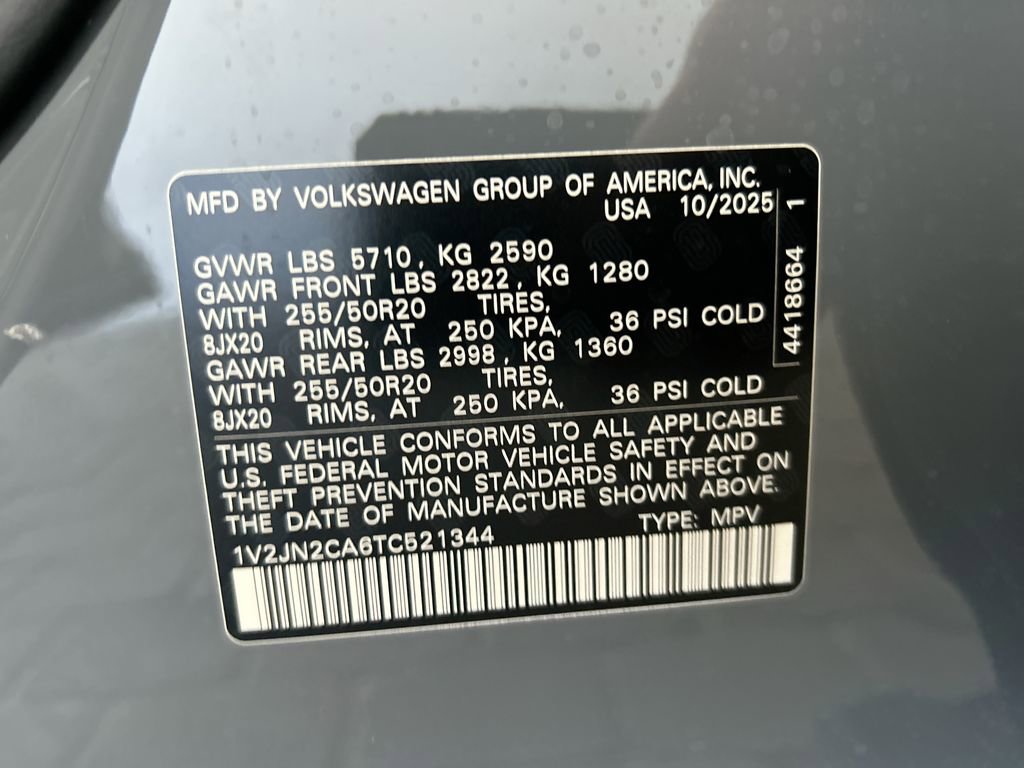 MFD BY VOLKSWAGEN GROUP OF AMERICA, INC.
USA 10/2025
GVWR LBS 5710, KG 2590
GAWR FRONT LBS 2822, KG 1280
WITH 255/50R20 TIRES,
8JX20 RIMS, AT 250 KPA, 36 PSI COLD
GAWR REAR LBS 2998, KG 1360
WITH 255/50R20 TIRES,
8JX20 RIMS, AT 250 KPA, 36 PSI COLD
THIS VEHICLE CONFORMS TO ALL APPLICABLE
U.S. FEDERAL MOTOR VEHICLE SAFETY AND
THEFT PREVENTION STANDARDS IN EFFECT ON
THE DATE OF MANUFACTURE SHOWN ABOVE.
TYPE: MPV
1V2JN2CA6TC521344
4418664 1